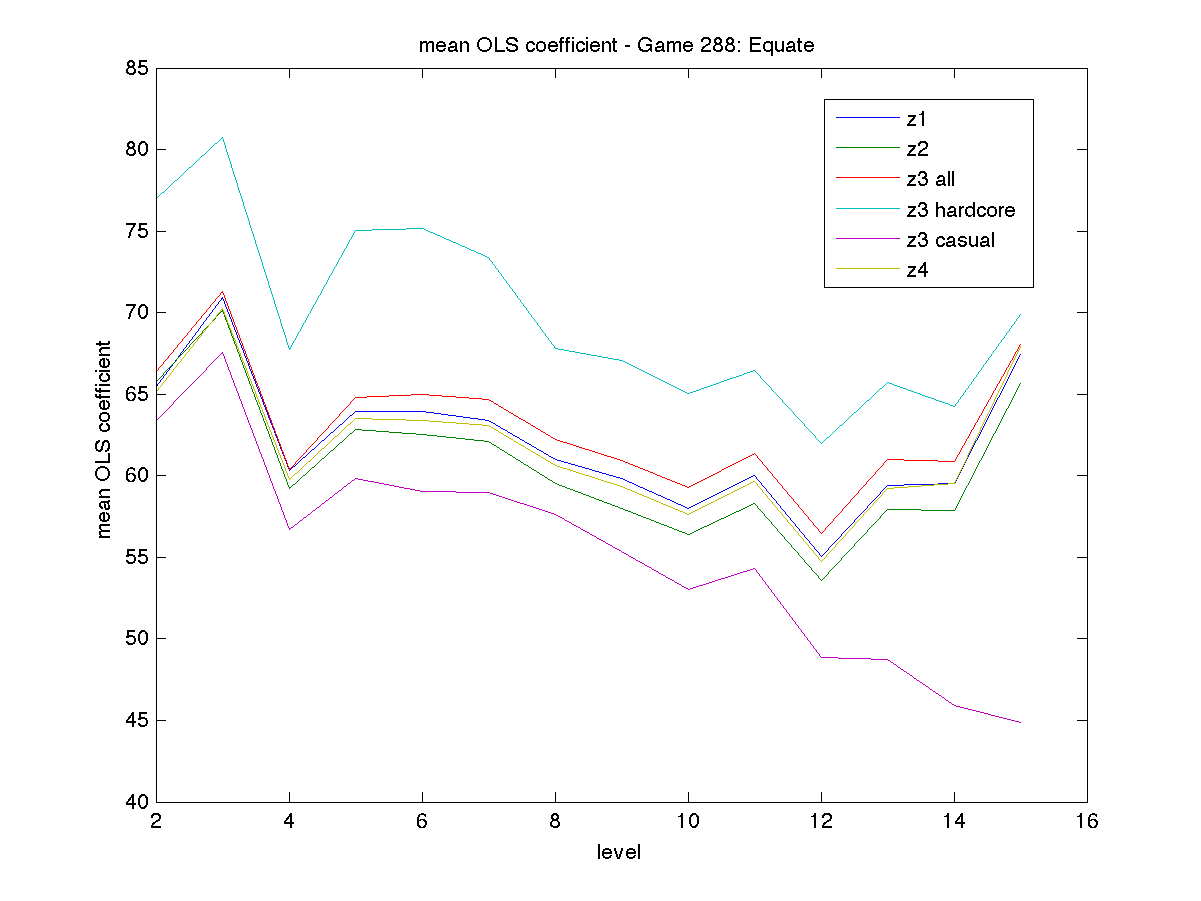 mean OLS coefficient - Game 288: Equate
85
80
75
70
65
60
55
50
45
40
mean OLS coefficient
z1
z2
z3 all
z3 hardcore
z3 casual
z4
2 4 6 8 10 12 14 16
level